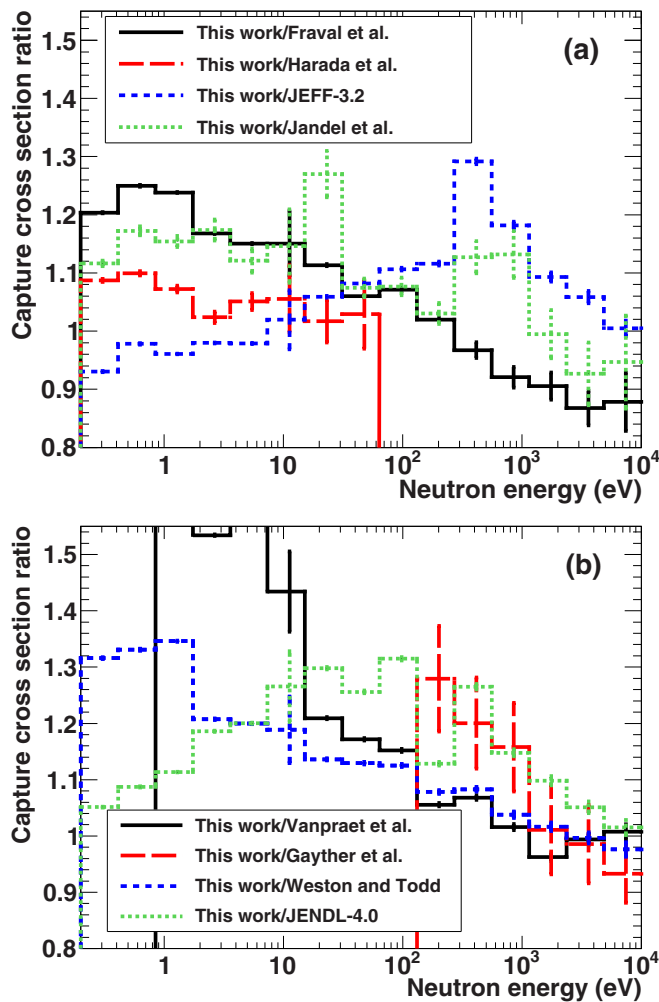 Capture cross section ratio
1.5
1.4
1.3
1.2
1.1
1
0.9
0.8
This work/Fraval et al.
This work/Harada et al.
This work/JEFF-3.2
This work/Jandel et al.
(a)
1 10 10² 10³ 10⁴
Neutron energy (eV)
Capture cross section ratio
1.5
1.4
1.3
1.2
1.1
1
0.9
0.8
(b)
This work/Vanpraet et al.
This work/Gayther et al.
This work/Weston and Todd
This work/JENDL-4.0
1 10 10² 10³ 10⁴
Neutron energy (eV)